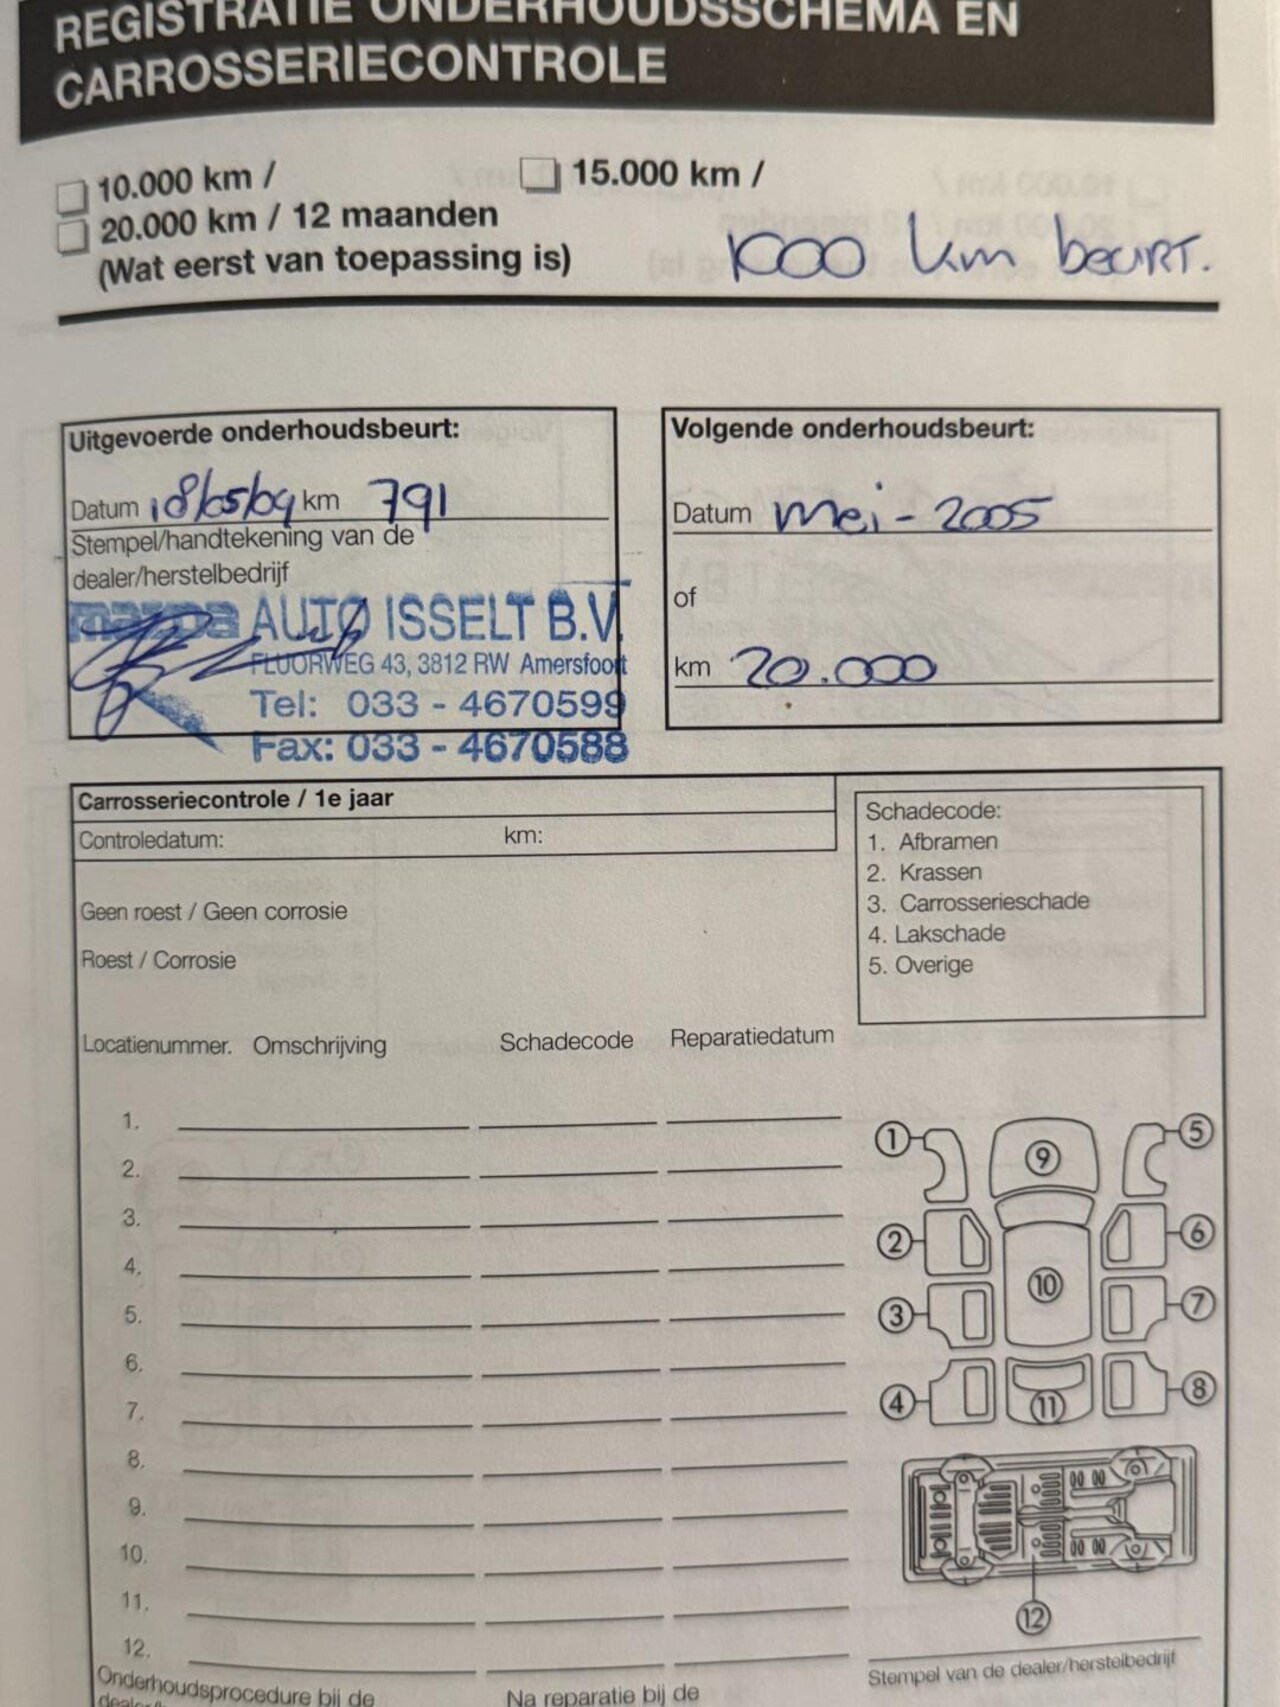 REGISTRATIE ONDERHOUDSSCHEMA EN
CARROSSERIECONTROLE
10.000 km /
15.000 km /
20.000 km / 12 maanden
(Wat eerst van toepassing is)
1000 km beurt.
Uitgevoerde onderhoudsbeurt:
Datum 18/05/04 km 791
Stempel/handtekening van de
dealer/herstelbedrijf
mazda AUTO ISSELT B.V.
FLUORWEG 43, 3812 RW Amersfoort
Tel: 033 - 4670599
Fax: 033 - 4670588
Volgende onderhoudsbeurt:
Datum mei - 2005
of
km 20.000
Carrosseriecontrole / 1e jaar
Controledatum: km:
Geen roest / Geen corrosie
Roest / Corrosie
Schadecode:
1. Afbramen
2. Krassen
3. Carrosserieschade
4. Lakschade
5. Overige
Locatienummer. Omschrijving Schadecode Reparatiedatum
1.
2.
3.
4.
5.
6.
7.
8.
9.
10.
11.
12.
1
2
3
4
5
6
7
8
9
10
11
12
Stempel van de dealer/herstelbedrijf
Onderhoudsprocedure bij de
Na reparatie bij de